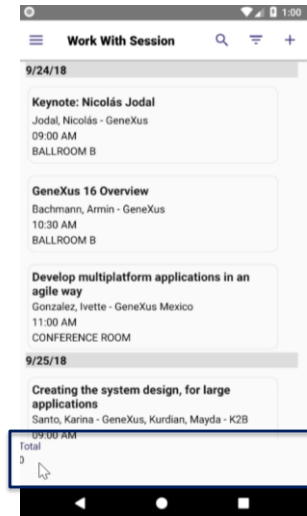 1:00
Work With Session
9/24/18
Keynote: Nicolás Jodal
Jodal, Nicolás - GeneXus
09:00 AM
BALLROOM B
GeneXus 16 Overview
Bachmann, Armin - GeneXus
10:30 AM
BALLROOM B
Develop multiplatform applications in an
agile way
Gonzalez, Ivette - GeneXus Mexico
11:00 AM
CONFERENCE ROOM
9/25/18
Creating the system design, for large
applications
Santo, Karina - GeneXus, Kurdian, Mayda - K2B
09:00 AM
Total
0